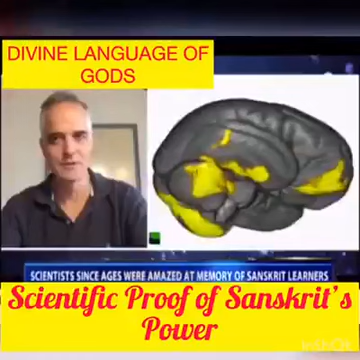 DIVINE LANGUAGE OF
GODS
SCIENTISTS SINCE AGES WERE AMAZED AT MEMORY OF SANSKRIT LEARNERS
Scientific Proof of Sanskrit's
Power